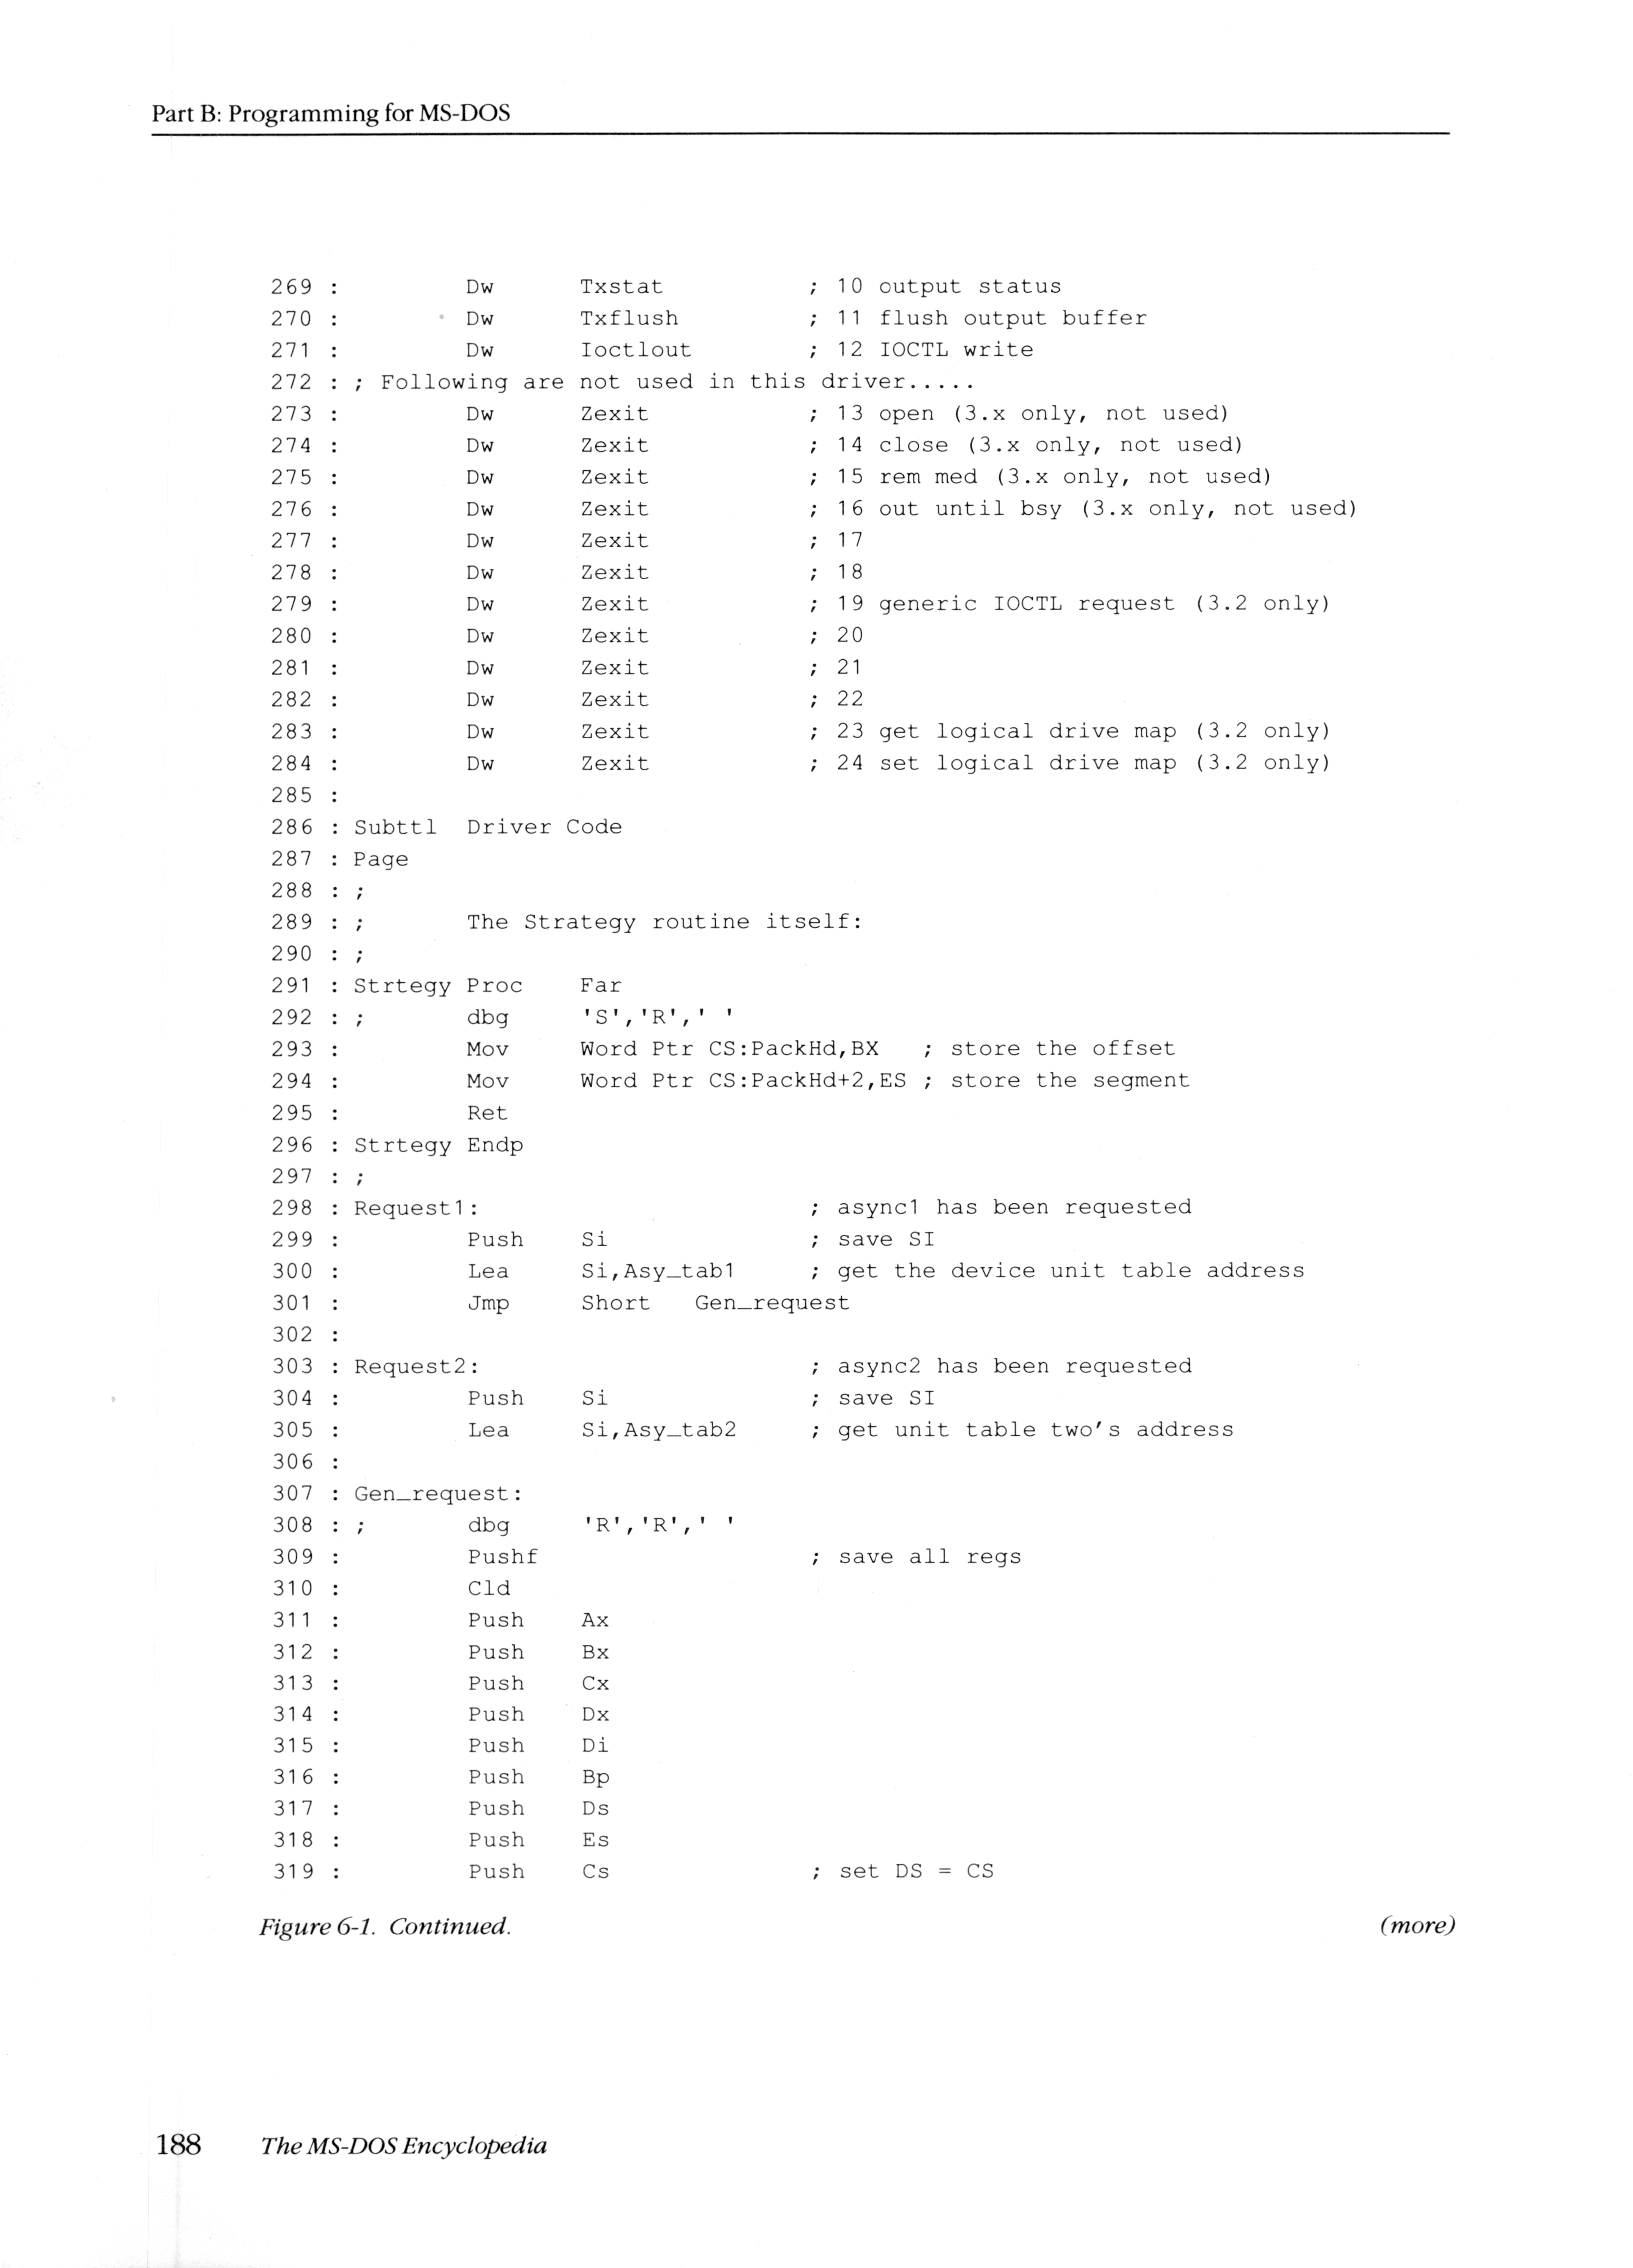 Part B: Programming for MS-DOS
269 :         Dw      Txstat          ; 10 output status
270 :         Dw      Txflush         ; 11 flush output buffer
271 :         Dw      Ioctlout        ; 12 IOCTL write
272 : ; Following are not used in this driver.....
273 :         Dw      Zexit           ; 13 open (3.x only, not used)
274 :         Dw      Zexit           ; 14 close (3.x only, not used)
275 :         Dw      Zexit           ; 15 rem med (3.x only, not used)
276 :         Dw      Zexit           ; 16 out until bsy (3.x only, not used)
277 :         Dw      Zexit           ; 17
278 :         Dw      Zexit           ; 18
279 :         Dw      Zexit           ; 19 generic IOCTL request (3.2 only)
280 :         Dw      Zexit           ; 20
281 :         Dw      Zexit           ; 21
282 :         Dw      Zexit           ; 22
283 :         Dw      Zexit           ; 23 get logical drive map (3.2 only)
284 :         Dw      Zexit           ; 24 set logical drive map (3.2 only)
285 :
286 : Subttl  Driver Code
287 : Page
288 : ;
289 : ;       The Strategy routine itself:
290 : ;
291 : Strtegy Proc    Far
292 : ;       dbg     'S','R',' '
293 :         Mov     Word Ptr CS:PackHd,BX   ; store the offset
294 :         Mov     Word Ptr CS:PackHd+2,ES ; store the segment
295 :         Ret
296 : Strtegy Endp
297 : ;
298 : Request1:                       ; async1 has been requested
299 :         Push    Si              ; save SI
300 :         Lea     Si,Asy_tab1     ; get the device unit table address
301 :         Jmp     Short   Gen_request
302 :
303 : Request2:                       ; async2 has been requested
304 :         Push    Si              ; save SI
305 :         Lea     Si,Asy_tab2     ; get unit table two's address
306 :
307 : Gen_request:
308 : ;       dbg     'R','R',' '
309 :         Pushf                   ; save all regs
310 :         Cld
311 :         Push    Ax
312 :         Push    Bx
313 :         Push    Cx
314 :         Push    Dx
315 :         Push    Di
316 :         Push    Bp
317 :         Push    Ds
318 :         Push    Es
319 :         Push    Cs              ; set DS = CS
Figure 6-1. Continued. (more)
188 The MS-DOS Encyclopedia